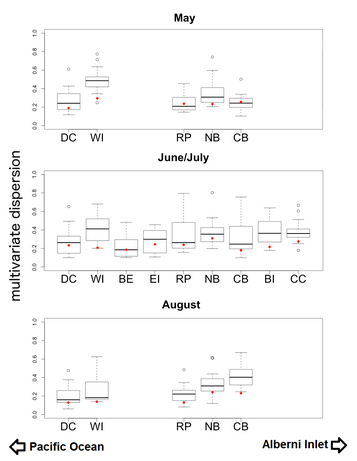 May
1.0
0.8
0.6
0.4
0.2
0.0
DC WI RP NB CB
multivariate dispersion
June/July
1.0
0.8
0.6
0.4
0.2
0.0
DC WI BE EI RP NB CB BI CC
August
1.0
0.8
0.6
0.4
0.2
0.0
DC WI RP NB CB
Pacific Ocean
Alberni Inlet